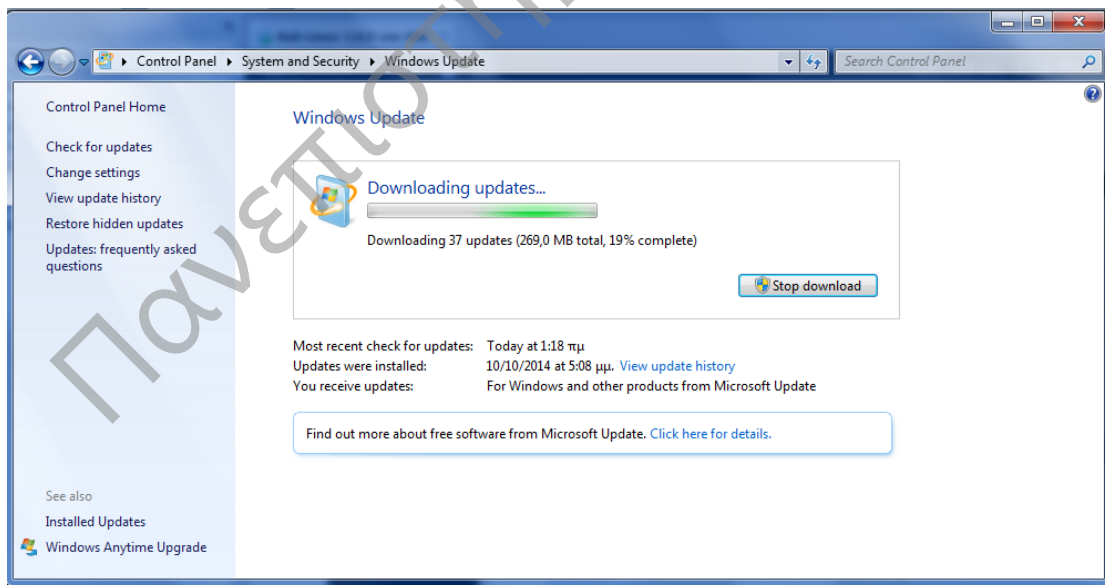 Control Panel ▸ System and Security ▸ Windows Update
Search Control Panel
Control Panel Home
Check for updates
Change settings
View update history
Restore hidden updates
Updates: frequently asked
questions
See also
Installed Updates
Windows Anytime Upgrade
Windows Update
Downloading updates...
Downloading 37 updates (269,0 MB total, 19% complete)
Stop download
Most recent check for updates: Today at 1:18 πμ
Updates were installed: 10/10/2014 at 5:08 μμ. View update history
You receive updates: For Windows and other products from Microsoft Update
Find out more about free software from Microsoft Update. Click here for details.